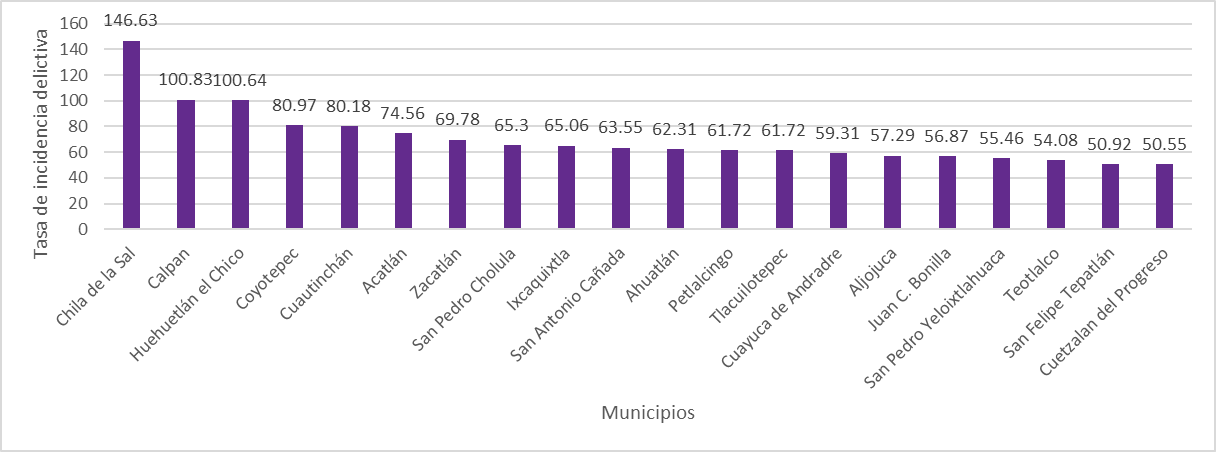 Tasa de incidencia delictiva
160
140
120
100
80
60
40
20
0
146.63
100.83
100.64
80.97
80.18
74.56
69.78
65.3
65.06
63.55
62.31
61.72
61.72
59.31
57.29
56.87
55.46
54.08
50.92
50.55
Chila de la Sal
Calpan
Huehuetlán el Chico
Coyotepec
Cuautinchán
Acatlán
Zacatlán
San Pedro Cholula
Ixcaquixtla
San Antonio Cañada
Ahuatlán
Petlalcingo
Tlacuilotepec
Cuayuca de Andradre
Aljojuca
Juan C. Bonilla
San Pedro Yeloixtlahuaca
Teotlalco
San Felipe Tepatlán
Cuetzalan del Progreso
Municipios